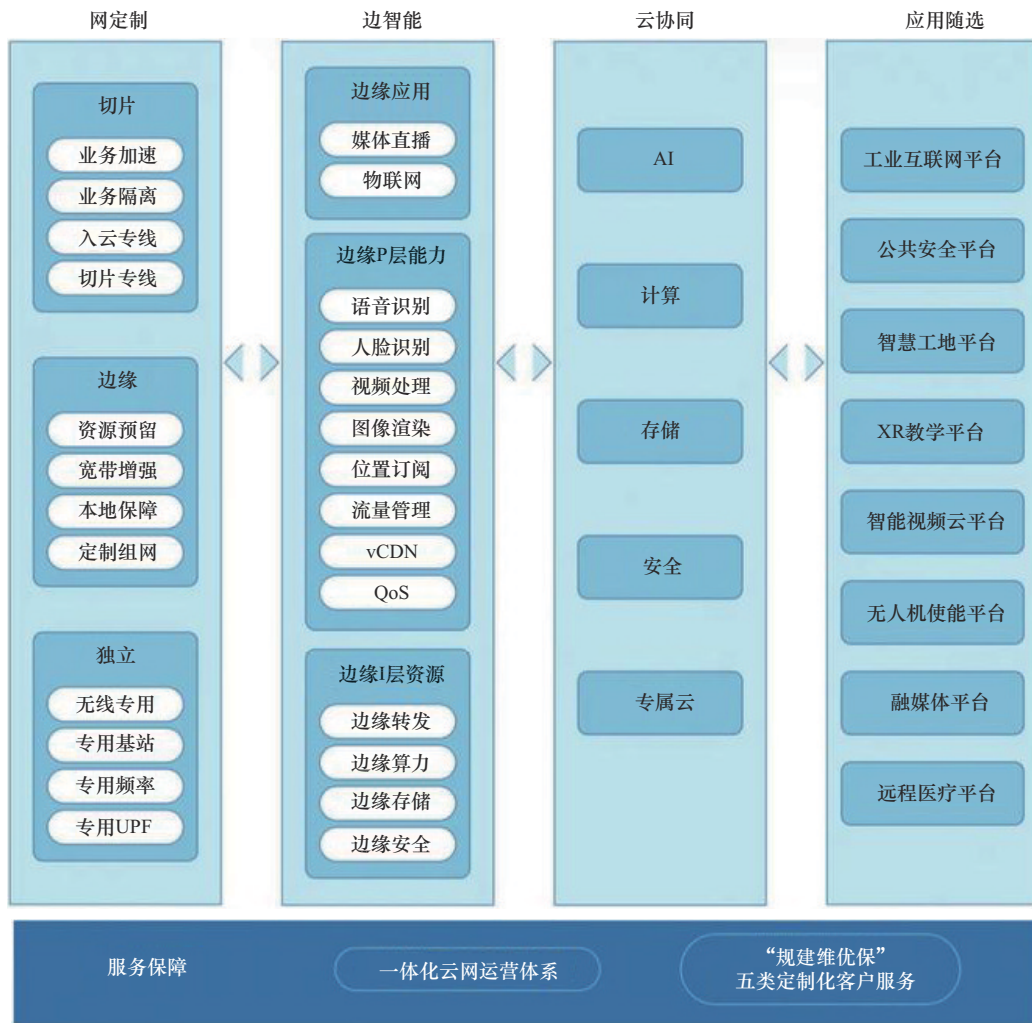 网定制
边智能
云协同
应用随选
切片
业务加速
业务隔离
入云专线
切片专线
边缘
资源预留
宽带增强
本地保障
定制组网
独立
无线专用
专用基站
专用频率
专用UPF
边缘应用
媒体直播
物联网
边缘P层能力
语音识别
人脸识别
视频处理
图像渲染
位置订阅
流量管理
vCDN
QoS
边缘I层资源
边缘转发
边缘算力
边缘存储
边缘安全
AI
计算
存储
安全
专属云
工业互联网平台
公共安全平台
智慧工地平台
XR教学平台
智能视频云平台
无人机使能平台
融媒体平台
远程医疗平台
服务保障
一体化云网运营体系
“规建维优保”
五类定制化客户服务